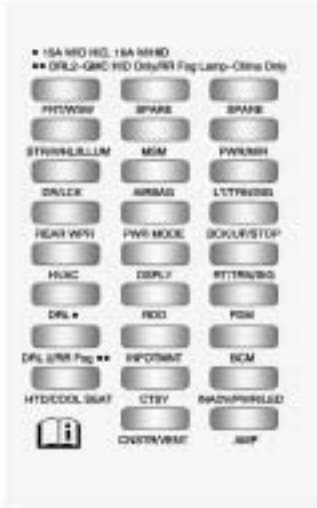 ★ 15A W/O HID, 10A W/HID
★★ DRL2-GMC HID Only/RR Fog Lamp-China Only
FRT/WSW SPARE SPARE
STR/WHL/ILLUM MSM PWR/MIR
DR/LCK AIRBAG LT/TRN/SIG
REAR WPR PWR MODE BCK/UP/STOP
HVAC DSPLY RT/TRN/SIG
DRL ★ RDO
DRL 2/RR Fog ★★ INFOTMNT BCM
HTD/COOL SEAT CTSY INADV/PWR/LED
CNSTR/VENT AMP